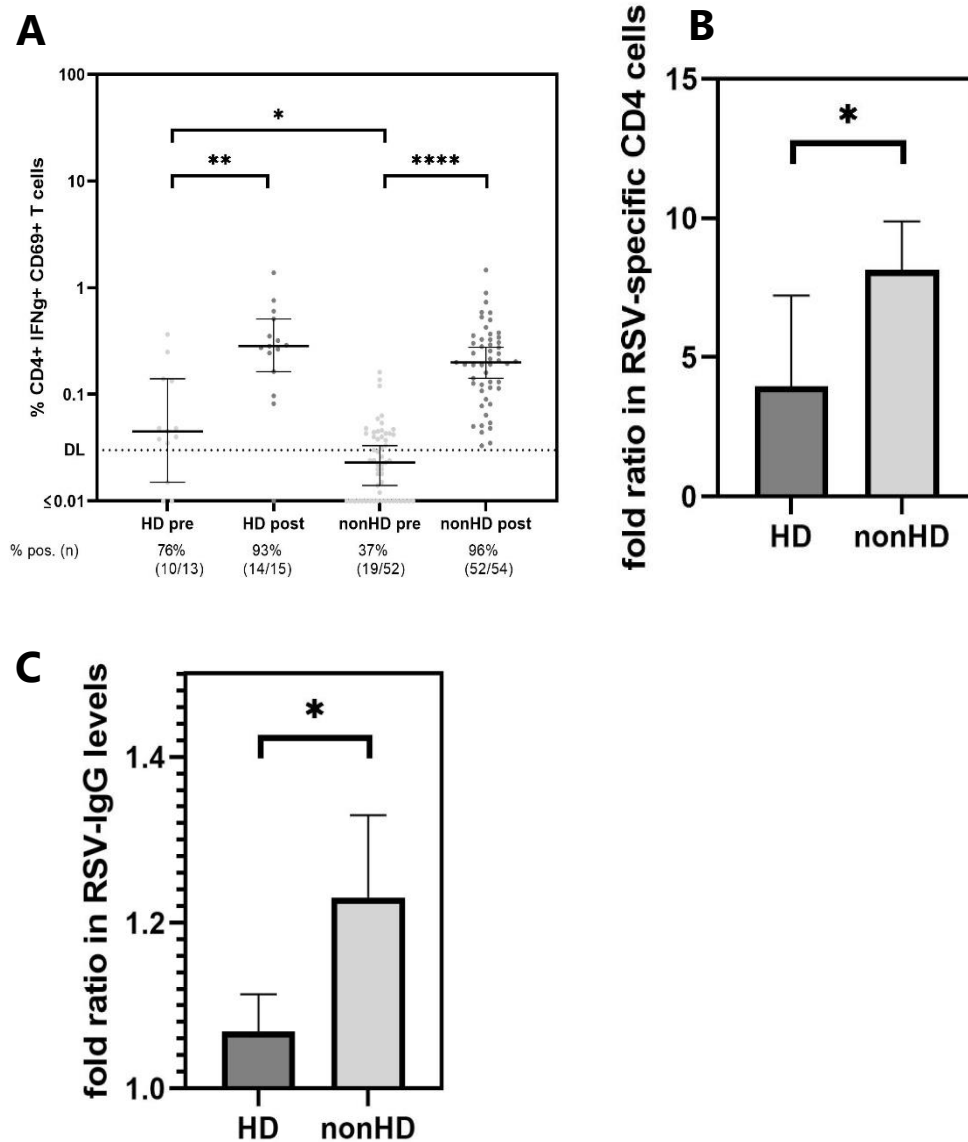 A
% CD4+ IFNg+ CD69+ T cells
100
10
1
0.1
DL
≤0.01
*
**
****
HD pre HD post nonHD pre nonHD post
% pos. (n) 76% 93% 37% 96%
(10/13) (14/15) (19/52) (52/54)
B
fold ratio in RSV-specific CD4 cells
15
10
5
0
*
HD nonHD
C
fold ratio in RSV-IgG levels
1.4
1.2
1.0
*
HD nonHD